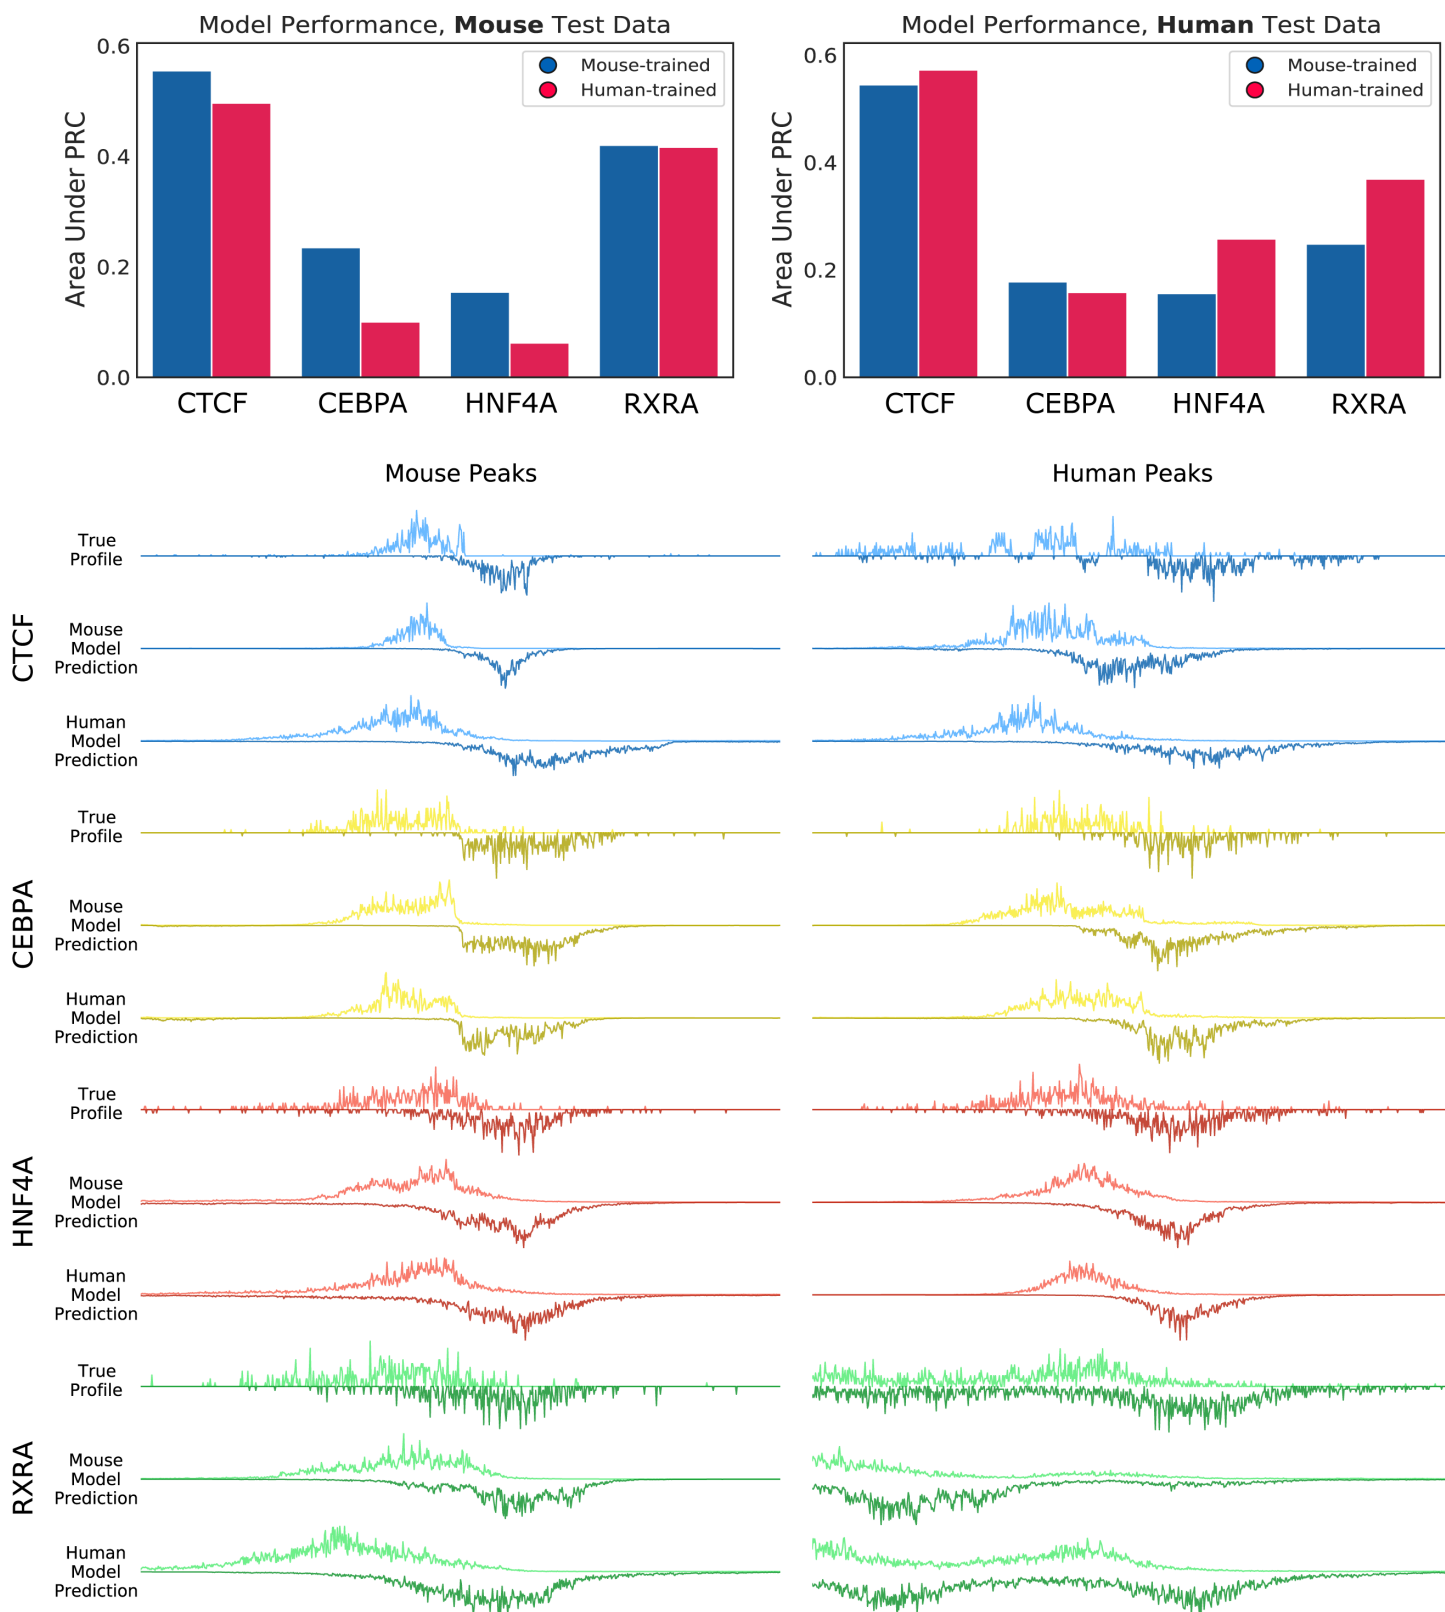 Model Performance, Mouse Test Data
Area Under PRC
0.6
0.4
0.2
0.0
Mouse-trained
Human-trained
CTCF
CEBPA
HNF4A
RXRA
Model Performance, Human Test Data
Area Under PRC
0.6
0.4
0.2
0.0
Mouse-trained
Human-trained
CTCF
CEBPA
HNF4A
RXRA
Mouse Peaks
Human Peaks
CTCF
True
Profile
Mouse
Model
Prediction
Human
Model
Prediction
CEBPA
True
Profile
Mouse
Model
Prediction
Human
Model
Prediction
HNF4A
True
Profile
Mouse
Model
Prediction
Human
Model
Prediction
RXRA
True
Profile
Mouse
Model
Prediction
Human
Model
Prediction